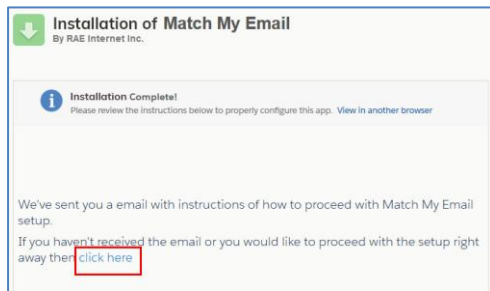 Installation of Match My Email
By RAE Internet Inc.
i
Installation Complete!
Please review the instructions below to properly configure this app. View in another browser
We've sent you a email with instructions of how to proceed with Match My Email
setup.
If you haven't received the email or you would like to proceed with the setup right
away then click here